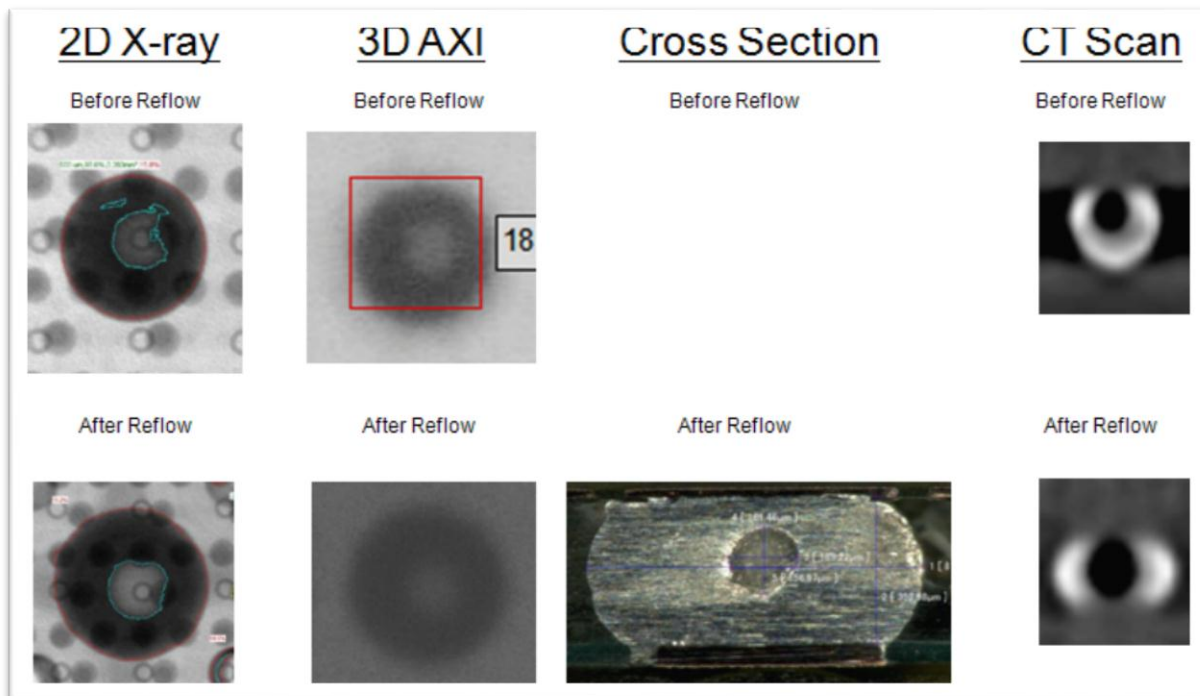 2D X-ray
3D AXI
Cross Section
CT Scan
Before Reflow
Before Reflow
Before Reflow
Before Reflow
18
After Reflow
After Reflow
After Reflow
After Reflow